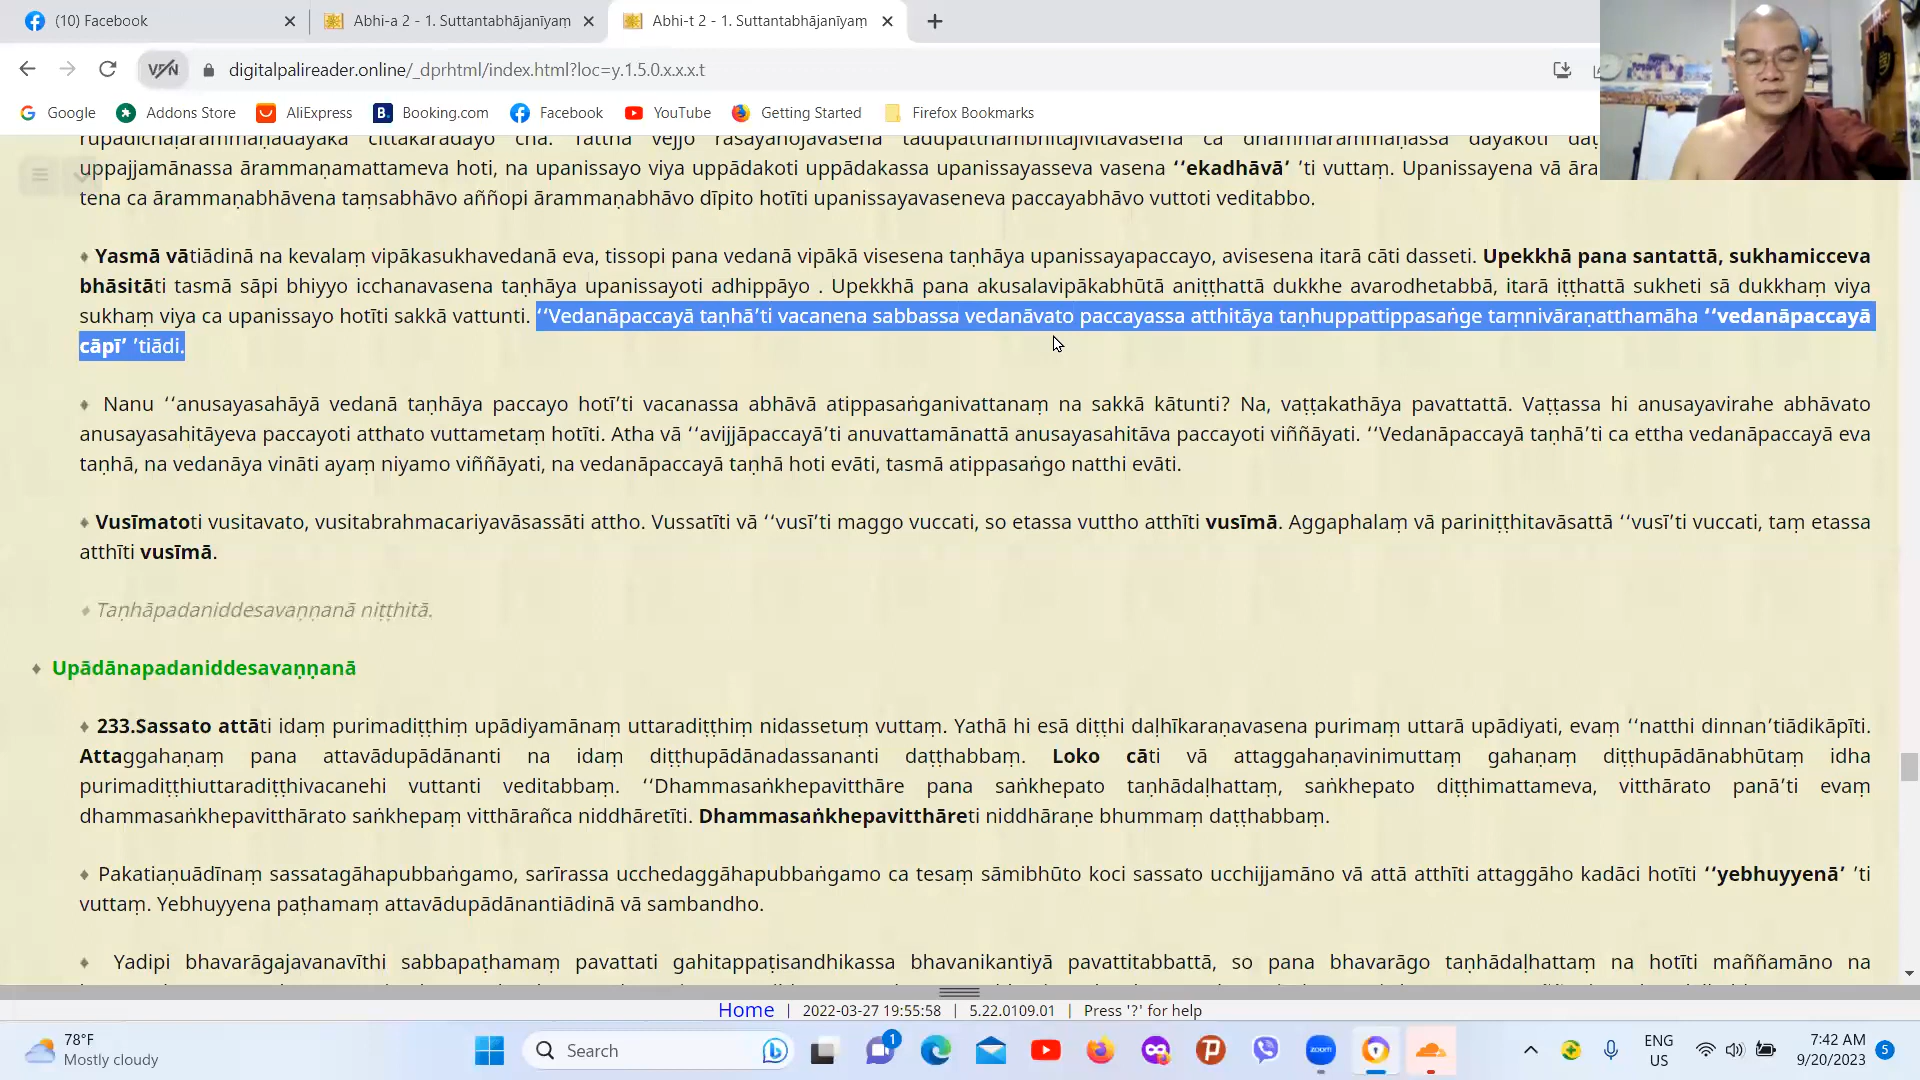 (10) Facebook
Abhi-a 2 - 1. Suttantabhājanīyaṃ
Abhi-t 2 - 1. Suttantabhājanīyaṃ
digitalpalireader.online/_dprhtml/index.html?loc=y.1.5.0.x.x.x.t
Google
Addons Store
AliExpress
Booking.com
Facebook
YouTube
Getting Started
Firefox Bookmarks
uppajjamānassa ārammaṇamattameva hoti, na upanissayo viya uppādakoti uppādakassa upanissayasseva vasena ‘‘ekadhāvā’ ’ti vuttaṃ. Upanissayena vā
tena ca ārammaṇabhāvena taṃsabhāvo aññopi ārammaṇabhāvo dīpito hotīti upanissayavaseneva paccayabhāvo vuttoti veditabbo.
♦ Yasmā vātiādinā na kevalaṃ vipākasukhavedanā eva, tissopi pana vedanā vipākā visesena taṇhāya upanissayapaccayo, avisesena itarā cāti dasseti. Upekkhā pana santattā, sukhamicceva
bhāsitāti tasmā sāpi bhiyyo icchanavasena taṇhāya upanissayoti adhippāyo . Upekkhā pana akusalavipākabhūtā aniṭṭhattā dukkhe avarodhetabbā, itarā iṭṭhattā sukheti sā dukkhaṃ viya
sukhaṃ viya ca upanissayo hotīti sakkā vattunti. ‘‘Vedanāpaccayā taṇhā’ti vacanena sabbassa vedanāvato paccayassa atthitāya taṇhuppattippasaṅge taṃnivāraṇatthamāha ‘‘vedanāpaccayā
cāpī’ ’tiādi.
♦ Nanu ‘‘anusayasahāyā vedanā taṇhāya paccayo hotī’ti vacanassa abhāvā atippasaṅganivattanaṃ na sakkā kātunti? Na, vaṭṭakathāya pavattattā. Vaṭṭassa hi anusayavirahe abhāvato
anusayasahitāyeva paccayoti atthato vuttametaṃ hotīti. Atha vā ‘‘avijjāpaccayā’ti anuvattamānattā anusayasahitāva paccayoti viññāyati. ‘‘Vedanāpaccayā taṇhā’ti ca ettha vedanāpaccayā eva
taṇhā, na vedanāya vināti ayaṃ niyamo viññāyati, na vedanāpaccayā taṇhā hoti evāti, tasmā atippasaṅgo natthi evāti.
♦ Vusīmatoti vusitavato, vusitabrahmacariyavāsassāti attho. Vussatīti vā ‘‘vusī’ti maggo vuccati, so etassa vuttho atthīti vusīmā. Aggaphalaṃ vā pariniṭṭhitavāsattā ‘‘vusī’ti vuccati, taṃ etassa
atthīti vusīmā.
♦ Taṇhāpadaniddesavaṇṇanā niṭṭhitā.
♦ Upādānapadaniddesavaṇṇanā
♦ 233.Sassato attāti idaṃ purimadiṭṭhiṃ upādiyamānaṃ uttaradiṭṭhiṃ nidassetuṃ vuttaṃ. Yathā hi esā diṭṭhi daḷhīkaraṇavasena purimaṃ uttarā upādiyati, evaṃ ‘‘natthi dinnan’tiādikāpīti.
Attaggahaṇaṃ pana attavādupādānanti na idaṃ diṭṭhupādānadassananti daṭṭhabbaṃ. Loko cāti vā attaggahaṇavinimuttaṃ gahaṇaṃ diṭṭhupādānabhūtaṃ idha
purimadiṭṭhiuttaradiṭṭhivacanehi vuttanti veditabbaṃ. ‘‘Dhammasaṅkhepavitthāre pana saṅkhepato taṇhādaḷhattaṃ, saṅkhepato diṭṭhimattameva, vitthārato panā’ti evaṃ
dhammasaṅkhepavitthārato saṅkhepaṃ vitthārañca niddhāretīti. Dhammasaṅkhepavitthāreti niddhāraṇe bhummaṃ daṭṭhabbaṃ.
♦ Pakatiaṇuādīnaṃ sassatagāhapubbaṅgamo, sarīrassa ucchedaggāhapubbaṅgamo ca tesaṃ sāmibhūto koci sassato ucchijjamāno vā attā atthīti attaggāho kadāci hotīti ‘‘yebhuyyenā’ ’ti
vuttaṃ. Yebhuyyena paṭhamaṃ attavādupādānantiādinā vā sambandho.
♦ Yadipi bhavarāgajavanavīthi sabbapaṭhamaṃ pavattati gahitappaṭisandhikassa bhavanikantiyā pavattitabbattā, so pana bhavarāgo taṇhādaḷhattaṃ na hotīti maññamāno na
Home | 2022-03-27 19:55:58 | 5.22.0109.01 | Press '?' for help
78°F
Mostly cloudy
Search
1
zoom
ENG
US
7:42 AM
9/20/2023
5